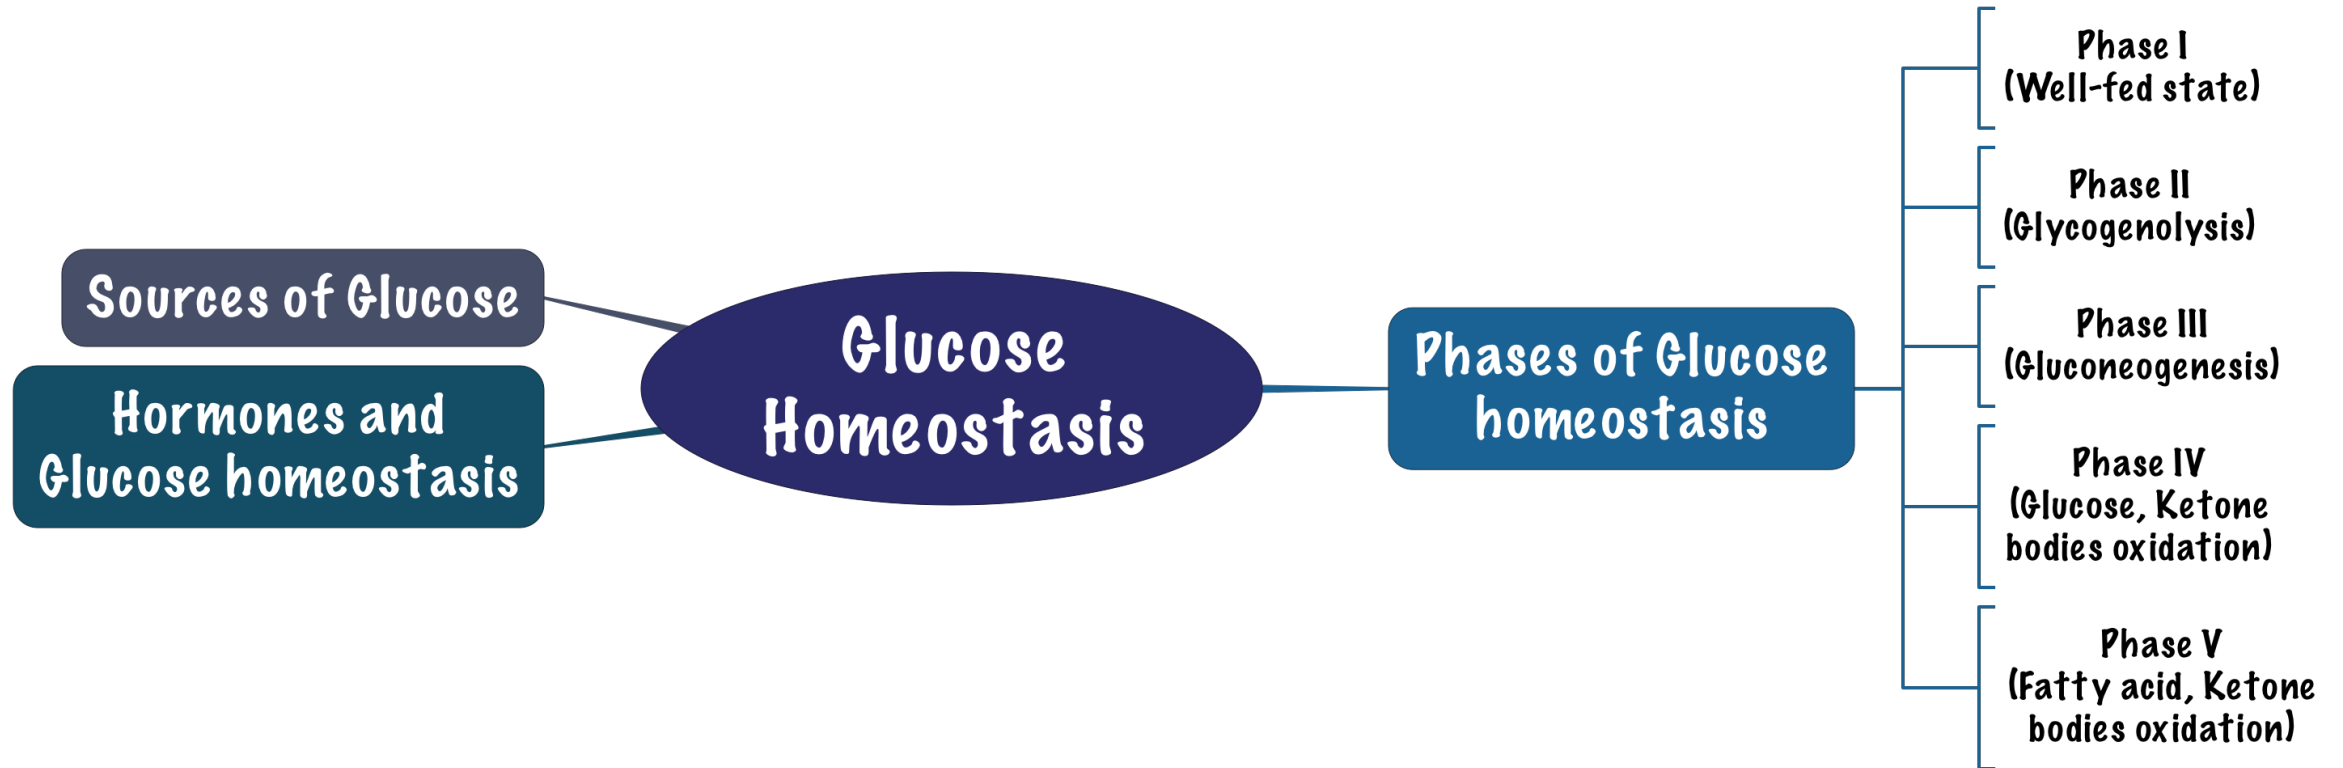 Sources of Glucose
Hormones and
Glucose homeostasis
Glucose
Homeostasis
Phases of Glucose
homeostasis
Phase I
(Well-fed state)
Phase II
(Glycogenolysis)
Phase III
(Gluconeogenesis)
Phase IV
(Glucose, Ketone
bodies oxidation)
Phase V
(Fatty acid, Ketone
bodies oxidation)